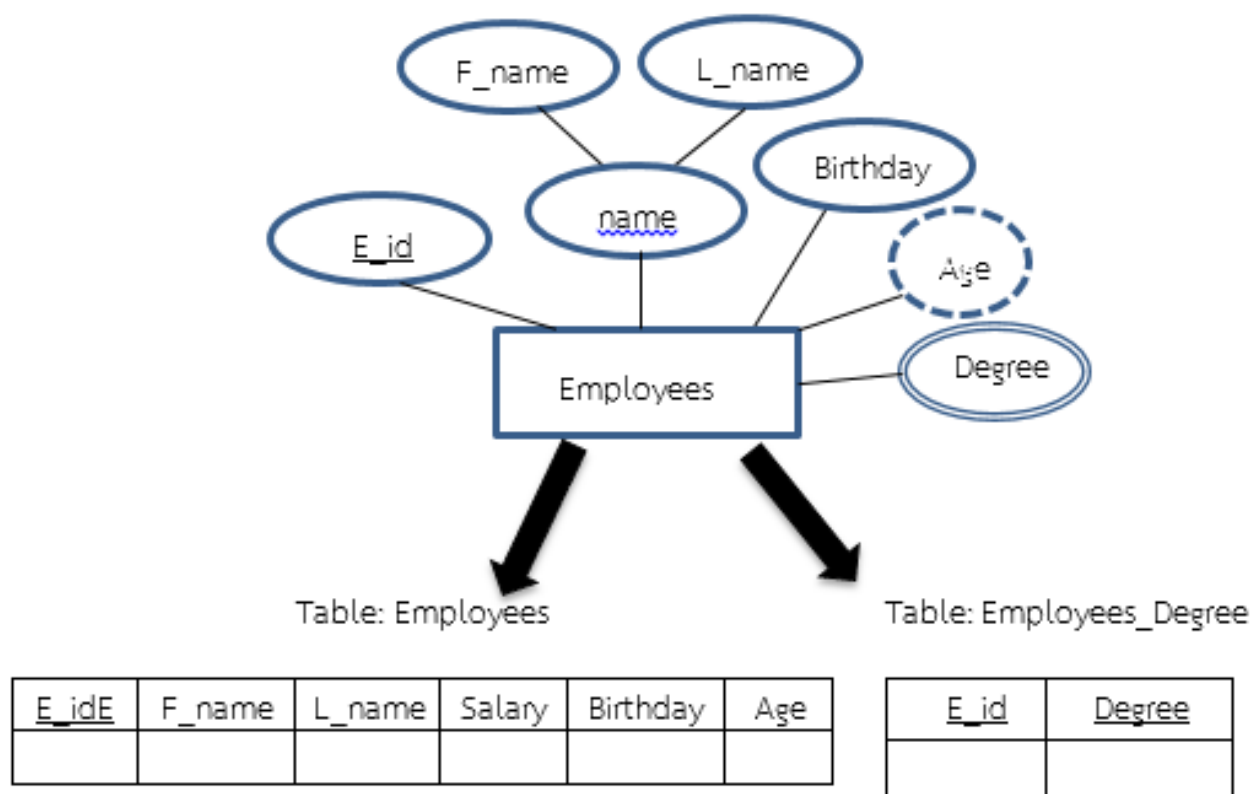 F_name
L_name
Birthday
name
E_id
Age
Degree
Employees
Table: Employees
Table: Employees_Degree
E_idE F_name L_name Salary Birthday Age
E_id Degree